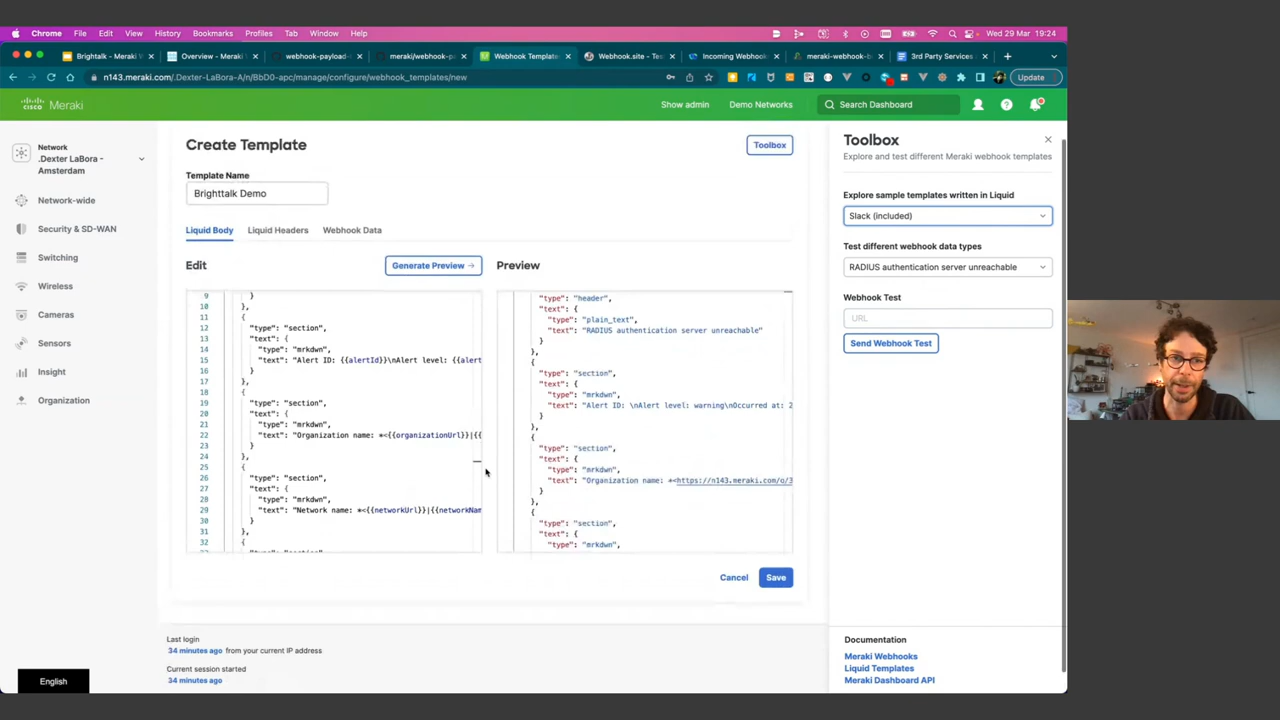 Chrome File Edit View History Bookmarks Profiles Tab Window Help Wed 29 Mar 19:24
Brightalk - Meraki Overview - Meraki webhook-payload- meraki/webhook-p Webhook Template Webhook.site - Tes Incoming Webhook meraki-webhook-b 3rd Party Services
n143.meraki.com/.Dexter-LaBora-A/n/BbD0-apc/manage/configure/webhook_templates/new Update
CISCO Meraki Show admin Demo Networks Search Dashboard
Network
.Dexter LaBora -
Amsterdam
Network-wide
Security & SD-WAN
Switching
Wireless
Cameras
Sensors
Insight
Organization
English
Create Template
Toolbox
Template Name
Brighttalk Demo
Liquid Body Liquid Headers Webhook Data
Edit
Generate Preview →
9 }
10 },
11 {
12 "type": "section",
13 "text": {
14 "type": "mrkdwn",
15 "text": "Alert ID: {{alertId}}\nAlert level: {{alert
16 }
17 },
18 {
19 "type": "section",
20 "text": {
21 "type": "mrkdwn",
22 "text": "Organization name: *<{{organizationUrl}}|{{
23 }
24 },
25 {
26 "type": "section",
27 "text": {
28 "type": "mrkdwn",
29 "text": "Network name: *<{{networkUrl}}|{{networkNam
30 }
31 },
32 {
Preview
"type": "header",
"text": {
"type": "plain_text",
"text": "RADIUS authentication server unreachable"
}
},
{
"type": "section",
"text": {
"type": "mrkdwn",
"text": "Alert ID: \nAlert level: warning\nOccurred at: 2
}
},
{
"type": "section",
"text": {
"type": "mrkdwn",
"text": "Organization name: *<https://n143.meraki.com/o/3
}
},
{
"type": "section",
"text": {
"type": "mrkdwn",
Cancel Save
Last login
34 minutes ago from your current IP address
Current session started
34 minutes ago
Toolbox
Explore and test different Meraki webhook templates
Explore sample templates written in Liquid
Slack (included)
Test different webhook data types
RADIUS authentication server unreachable
Webhook Test
URL
Send Webhook Test
Documentation
Meraki Webhooks
Liquid Templates
Meraki Dashboard API